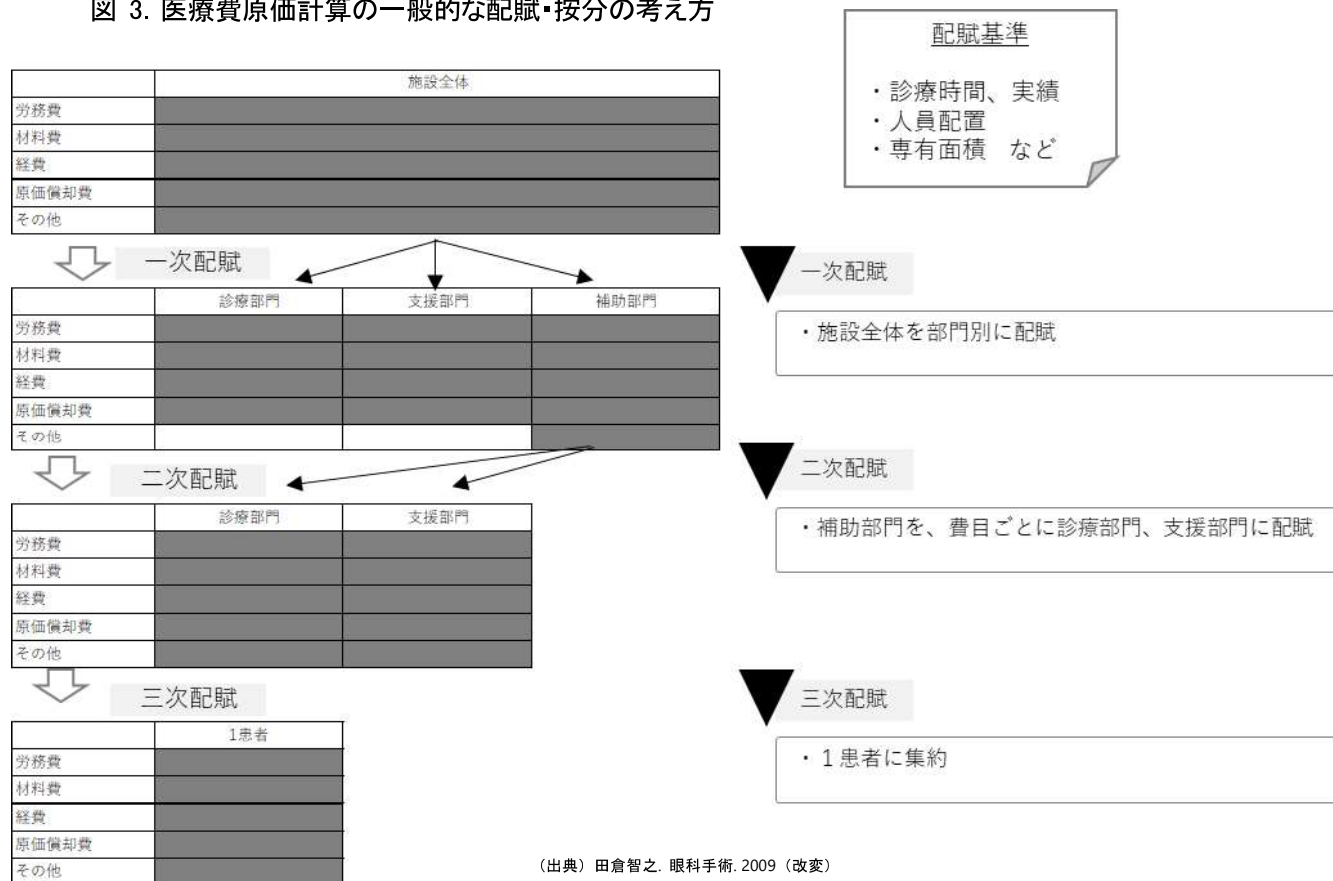 図 3. 医療費原価計算の一般的な配賦・按分の考え方
配賦基準
・診療時間、実績
・人員配置
・専有面積 など
施設全体
労務費
材料費
経費
原価償却費
その他
一次配賦
診療部門 支援部門 補助部門
労務費
材料費
経費
原価償却費
その他
一次配賦
・施設全体を部門別に配賦
二次配賦
診療部門 支援部門
労務費
材料費
経費
原価償却費
その他
二次配賦
・補助部門を、費目ごとに診療部門、支援部門に配賦
三次配賦
1患者
労務費
材料費
経費
原価償却費
その他
三次配賦
・1患者に集約
（出典）田倉智之. 眼科手術. 2009（改変）